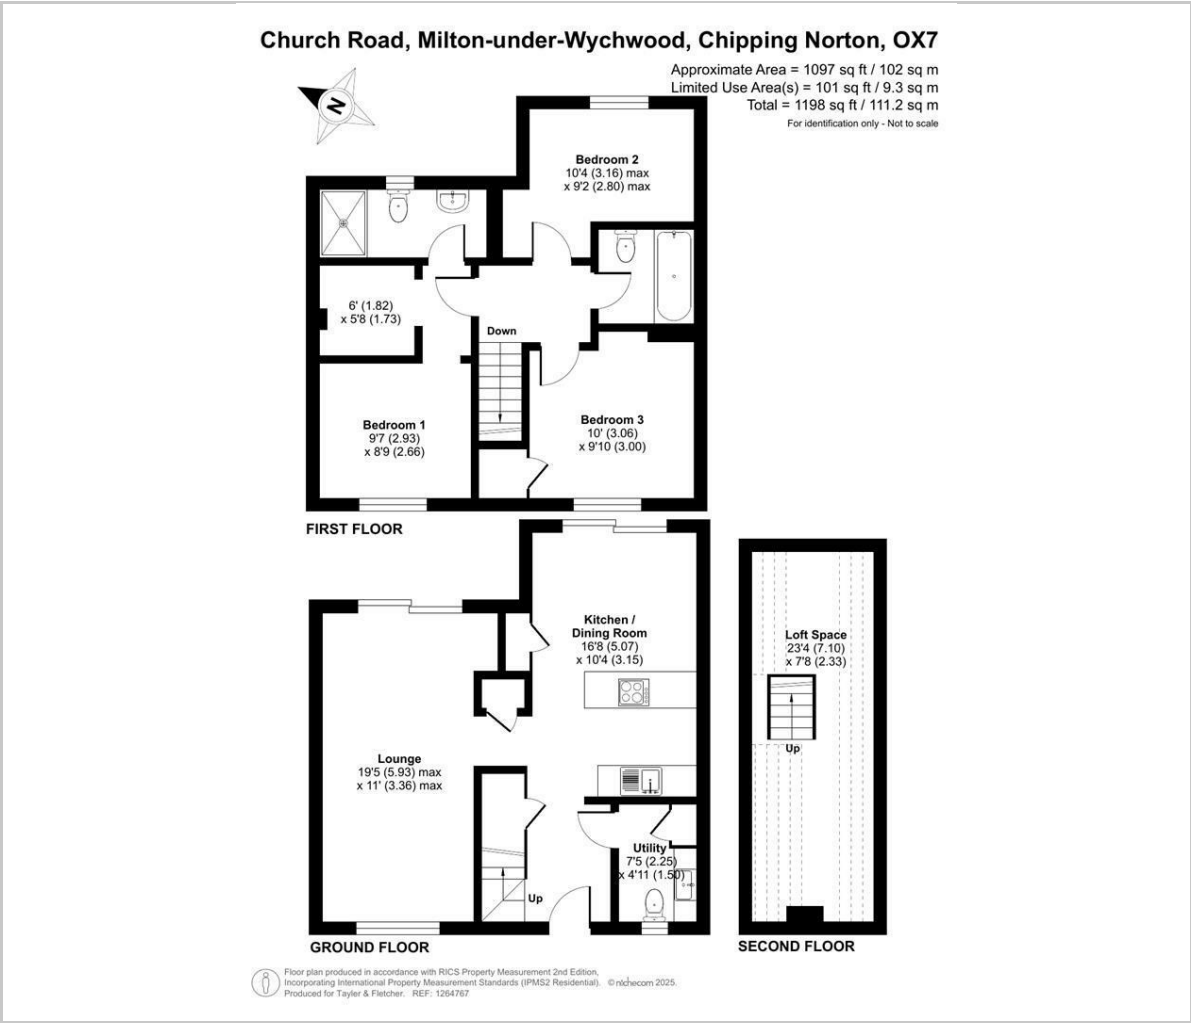 Church Road, Milton-under-Wychwood, Chipping Norton, OX7
Approximate Area = 1097 sq ft / 102 sq m
Limited Use Area(s) = 101 sq ft / 9.3 sq m
Total = 1198 sq ft / 111.2 sq m
For identification only - Not to scale
N
Bedroom 2
10'4 (3.16) max
x 9'2 (2.80) max
6' (1.82)
x 5'8 (1.73)
Down
Bedroom 1
9'7 (2.93)
x 8'9 (2.66)
Bedroom 3
10' (3.06)
x 9'10 (3.00)
FIRST FLOOR
Kitchen /
Dining Room
16'8 (5.07)
x 10'4 (3.15)
Lounge
19'5 (5.93) max
x 11' (3.36) max
Utility
7'5 (2.25)
x 4'11 (1.50)
Up
GROUND FLOOR
Loft Space
23'4 (7.10)
x 7'8 (2.33)
Up
SECOND FLOOR
Floor plan produced in accordance with RICS Property Measurement 2nd Edition,
Incorporating International Property Measurement Standards (IPMS2 Residential). © nichecom 2025.
Produced for Tayler & Fletcher. REF: 1264767